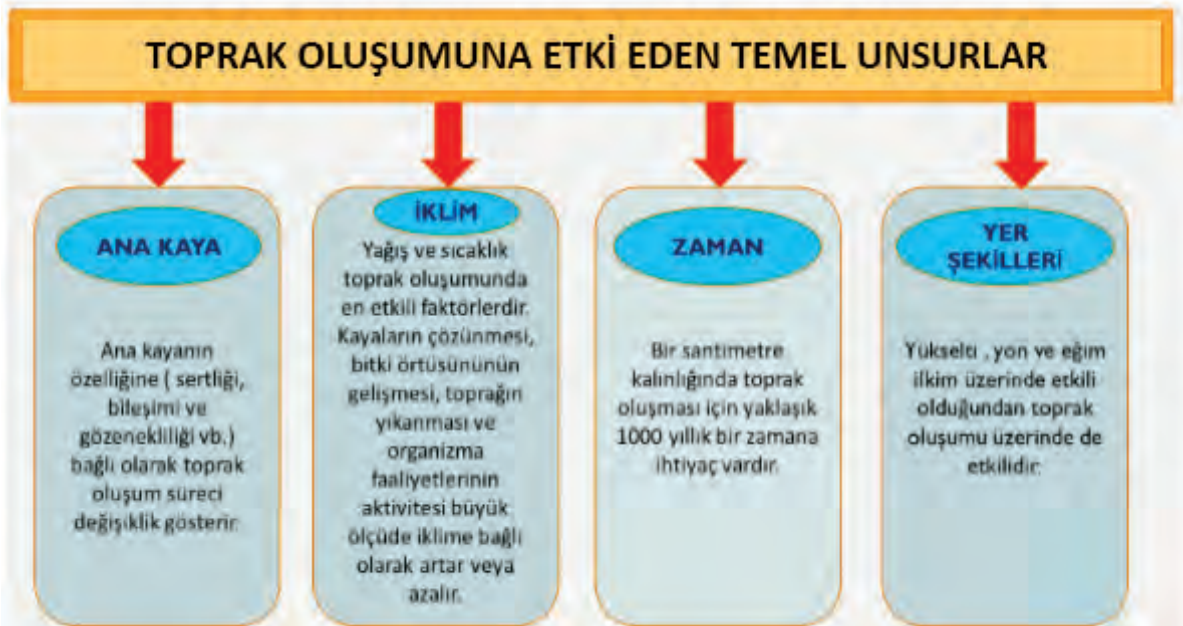 TOPRAK OLUŞUMUNA ETKİ EDEN TEMEL UNSURLAR
ANA KAYA
Ana kayanın
özelliğine ( sertliği,
bileşimi ve
gözenekliliği vb.)
bağlı olarak toprak
oluşum süreci
değişiklik gösterir.
İKLİM
Yağış ve sıcaklık
toprak oluşumunda
en etkili faktörlerdir.
Kayaların çözünmesi,
bitki örtüsününün
gelişmesi, toprağın
yıkanması ve
organizma
faaliyetlerinin
aktivitesi büyük
ölçüde iklime bağlı
olarak artar veya
azalır.
ZAMAN
Bir santimetre
kalınlığında toprak
oluşması için yaklaşık
1000 yıllık bir zamana
ihtiyaç vardır.
YER
ŞEKİLLERİ
Yükselti , yon ve eğim
ilkim üzerinde etkili
olduğundan toprak
oluşumu üzerinde de
etkilidir.